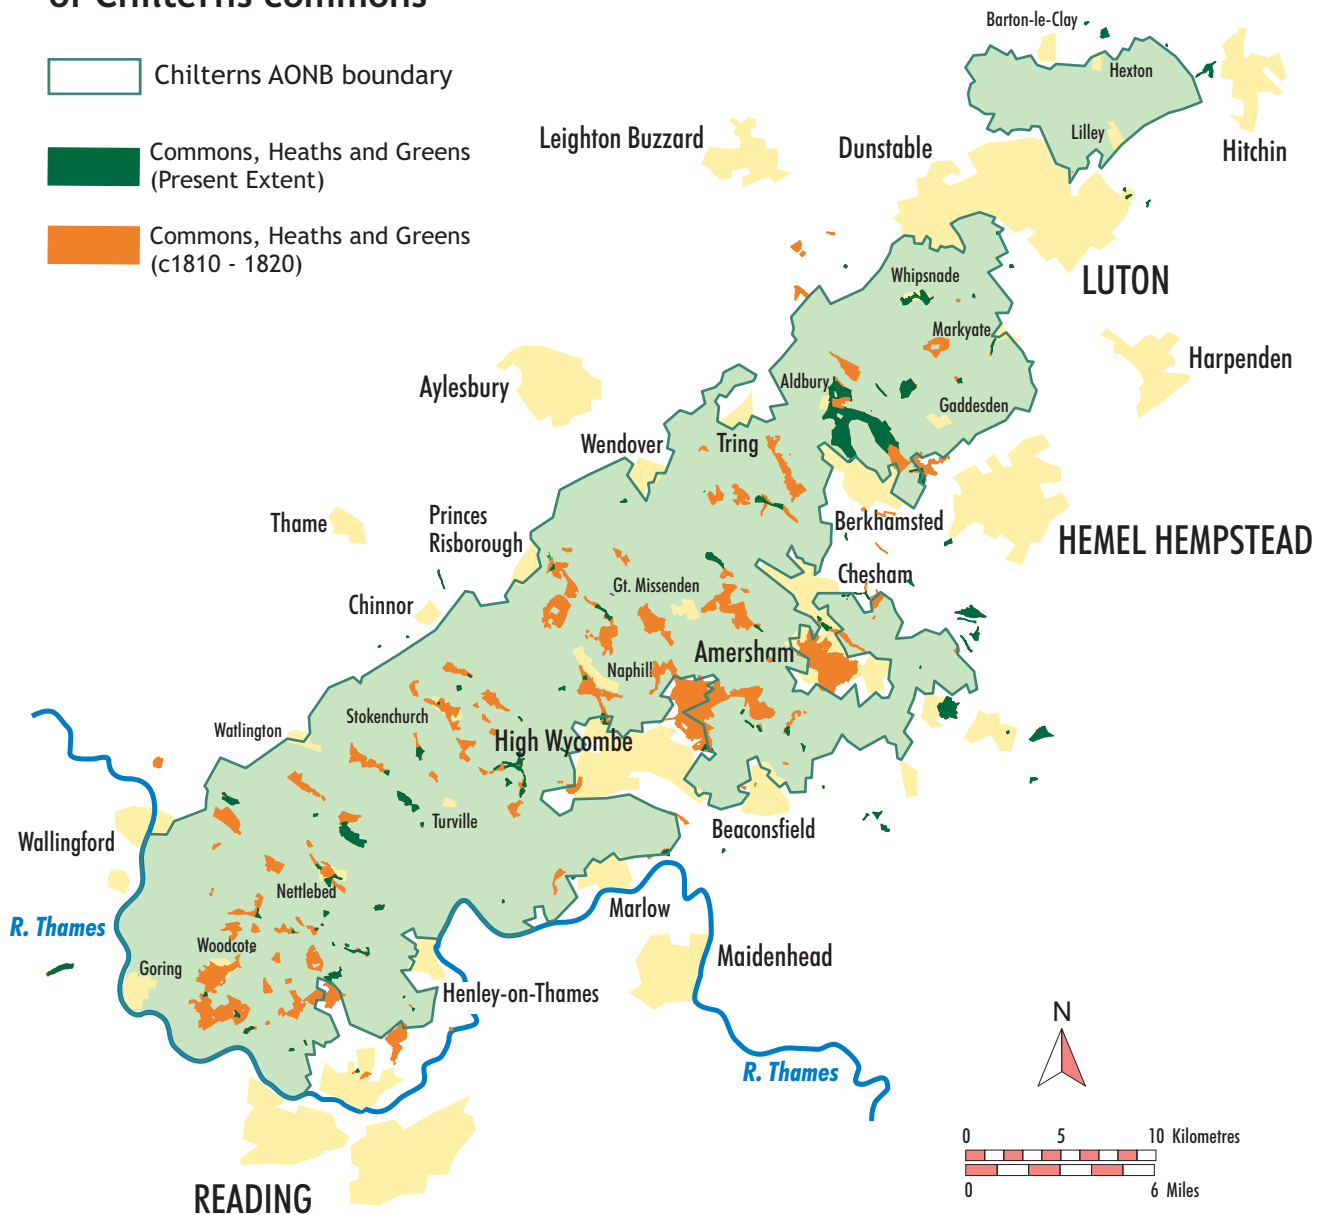 of Chilterns commons
Chilterns AONB boundary
Commons, Heaths and Greens
(Present Extent)
Commons, Heaths and Greens
(c1810 - 1820)
Barton-le-Clay
Hexton
Lilley
Hitchin
Leighton Buzzard
Dunstable
LUTON
Whipsnade
Markyate
Harpenden
Aylesbury
Aldbury
Gaddesden
Wendover
Tring
Thame
Princes
Risborough
Berkhamsted
HEMEL HEMPSTEAD
Chinnor
Gt. Missenden
Chesham
Amersham
Naphill
Stokenchurch
Watlington
High Wycombe
Turville
Beaconsfield
Wallingford
Nettlebed
Marlow
R. Thames
Woodcote
Goring
Maidenhead
Henley-on-Thames
R. Thames
READING
N
0 5 10 Kilometres
0 6 Miles